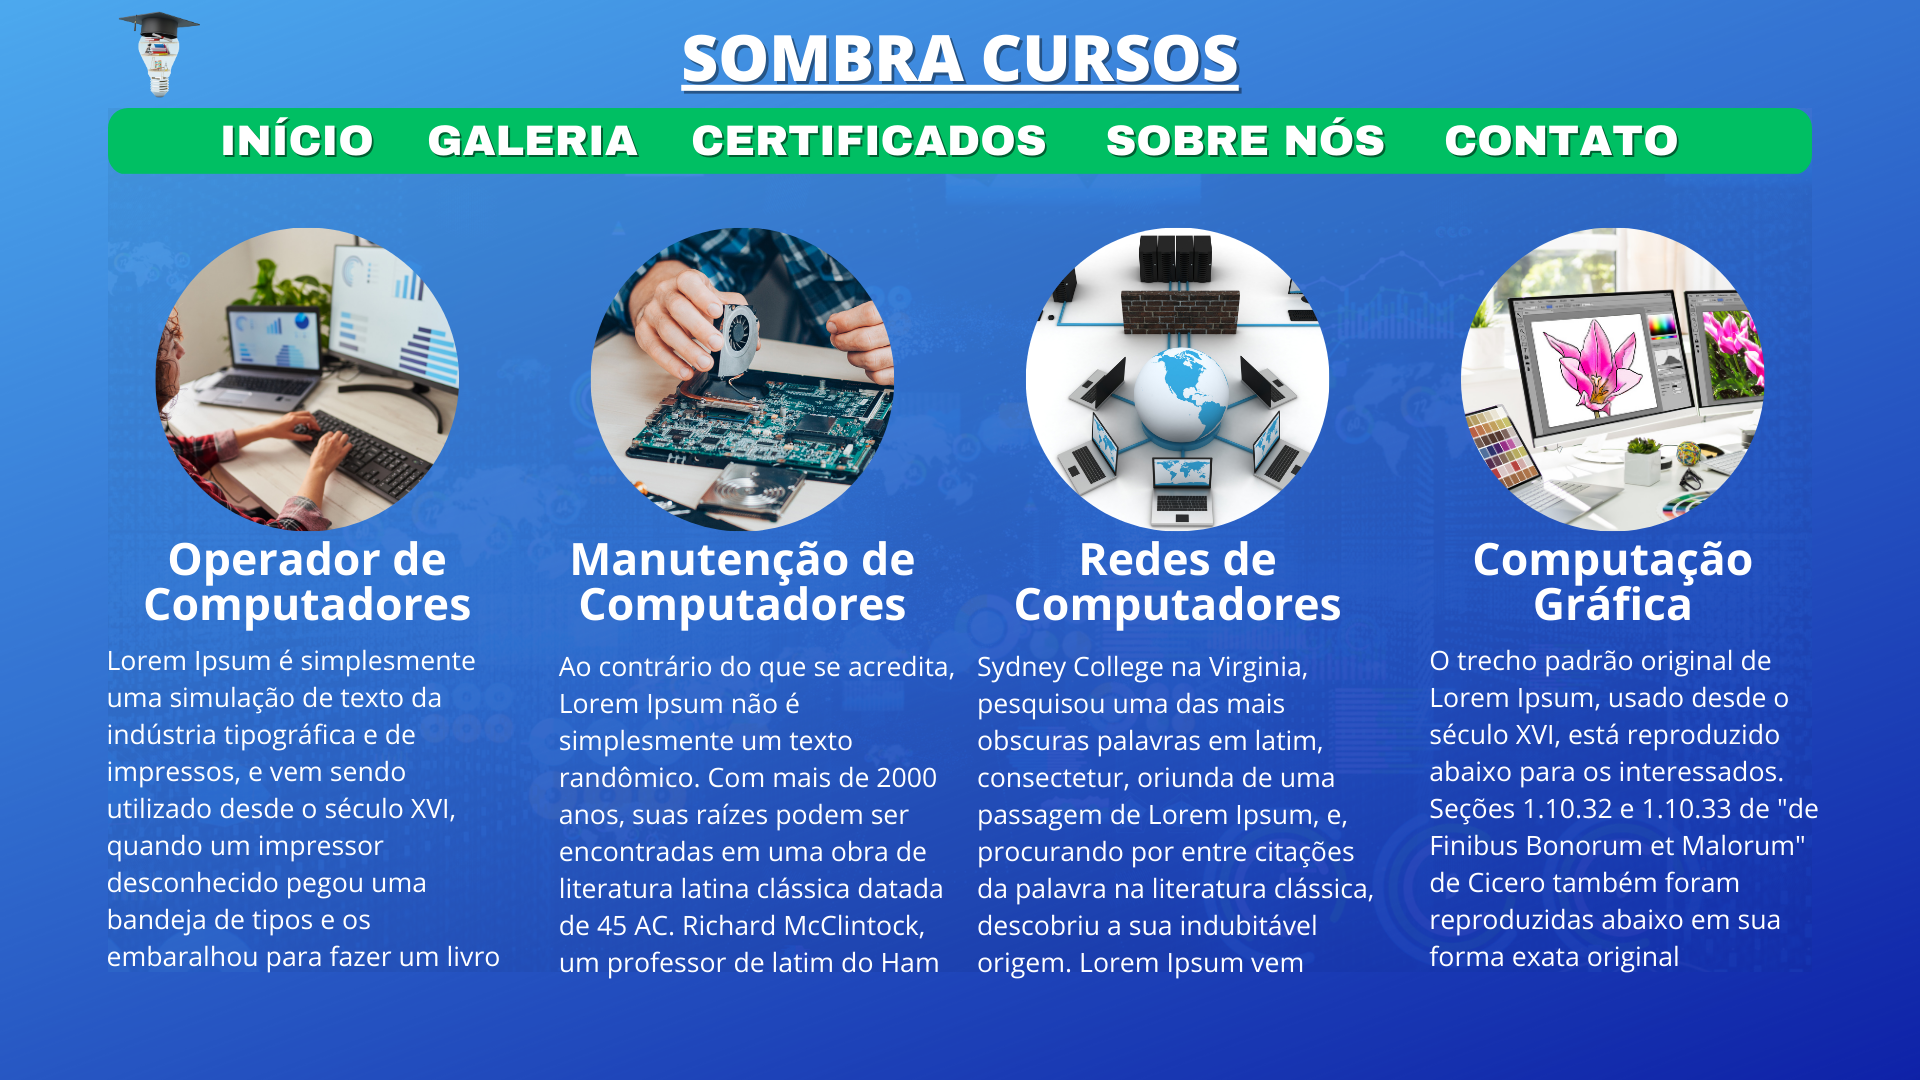 SOMBRA CURSOS
INÍCIO GALERIA CERTIFICADOS SOBRE NÓS CONTATO
Operador de
Computadores
Lorem Ipsum é simplesmente
uma simulação de texto da
indústria tipográfica e de
impressos, e vem sendo
utilizado desde o século XVI,
quando um impressor
desconhecido pegou uma
bandeja de tipos e os
embaralhou para fazer um livro
Manutenção de
Computadores
Ao contrário do que se acredita,
Lorem Ipsum não é
simplesmente um texto
randômico. Com mais de 2000
anos, suas raízes podem ser
encontradas em uma obra de
literatura latina clássica datada
de 45 AC. Richard McClintock,
um professor de latim do Ham
Redes de
Computadores
Sydney College na Virginia,
pesquisou uma das mais
obscuras palavras em latim,
consectetur, oriunda de uma
passagem de Lorem Ipsum, e,
procurando por entre citações
da palavra na literatura clássica,
descobriu a sua indubitável
origem. Lorem Ipsum vem
Computação
Gráfica
O trecho padrão original de
Lorem Ipsum, usado desde o
século XVI, está reproduzido
abaixo para os interessados.
Seções 1.10.32 e 1.10.33 de "de
Finibus Bonorum et Malorum"
de Cicero também foram
reproduzidas abaixo em sua
forma exata original